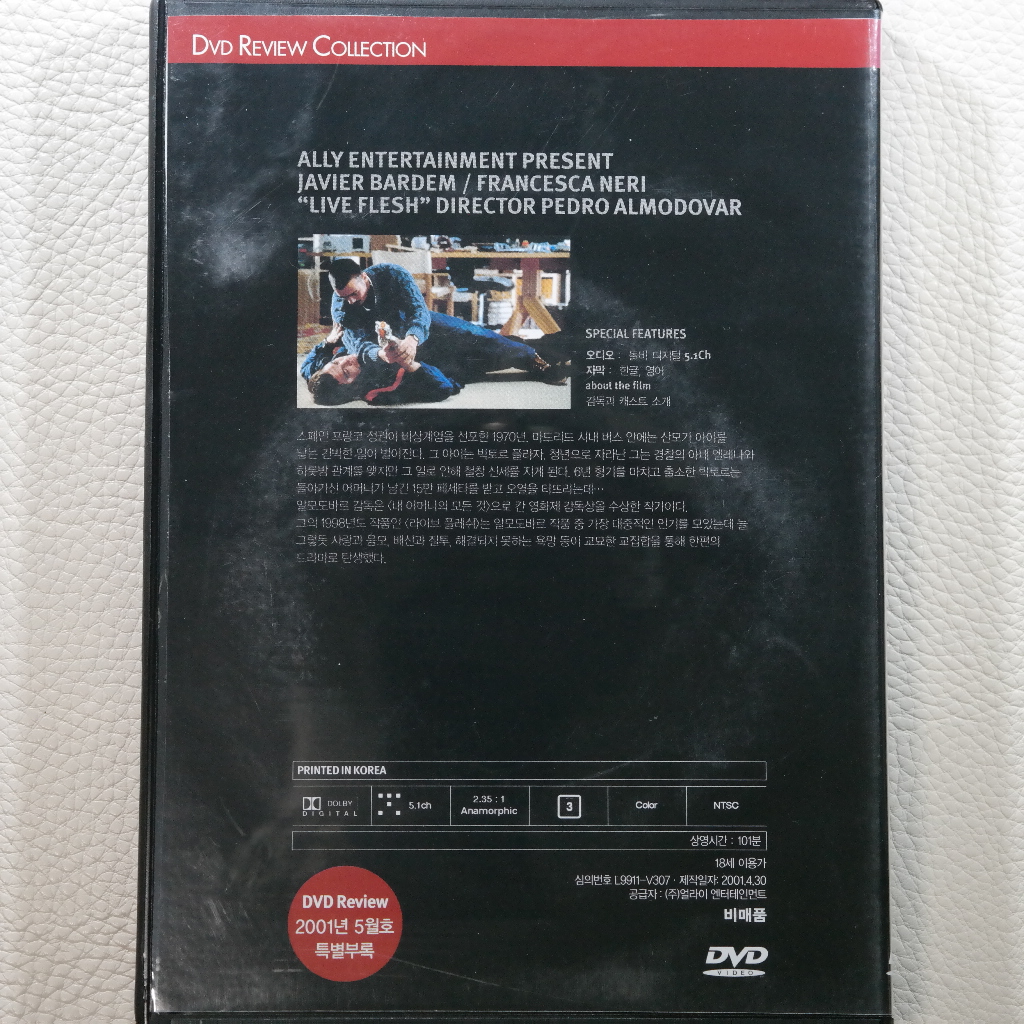 DVD REVIEW COLLECTION
ALLY ENTERTAINMENT PRESENT
JAVIER BARDEM / FRANCESCA NERI
“LIVE FLESH” DIRECTOR PEDRO ALMODOVAR
SPECIAL FEATURES
오디오 : 돌비 디지털 5.1Ch
자막 : 한글, 영어
about the film
감독과 캐스트 소개
스페인 프랑코 정권이 비상계엄을 선포한 1970년, 마드리드 시내 버스 안에는 산모가 아이를
낳는 긴박한 일이 벌어진다. 그 아이는 빅토르 플라자. 청년으로 자라난 그는 경찰의 아내 엘레나와
하룻밤 관계를 맺지만 그 일로 인해 철창 신세를 지게 된다. 6년 형기를 마치고 출소한 빅토르는
돌아가신 어머니가 남긴 15만 페세타를 받고 오열을 터뜨리는데…
알모도바르 감독은 〈내 어머니의 모든 것〉으로 칸 영화제 감독상을 수상한 작가이다.
그의 1998년도 작품인 〈라이브 플래쉬〉는 알모도바르 작품 중 가장 대중적인 인기를 모았는데 늘
그렇듯 사랑과 음모, 배신과 질투, 해결되지 못하는 욕망 등이 교묘한 교집합을 통해 한편의
드라마로 탄생했다.
PRINTED IN KOREA
DOLBY
DIGITAL
5.1ch
2.35 : 1
Anamorphic
3
Color
NTSC
상영시간 : 101분
18세 이용가
심의번호 L9911-V307 · 제작일자: 2001.4.30
공급자 : (주)얼라이 엔터테인먼트
비매품
DVD Review
2001년 5월호
특별부록
DVD
VIDEO